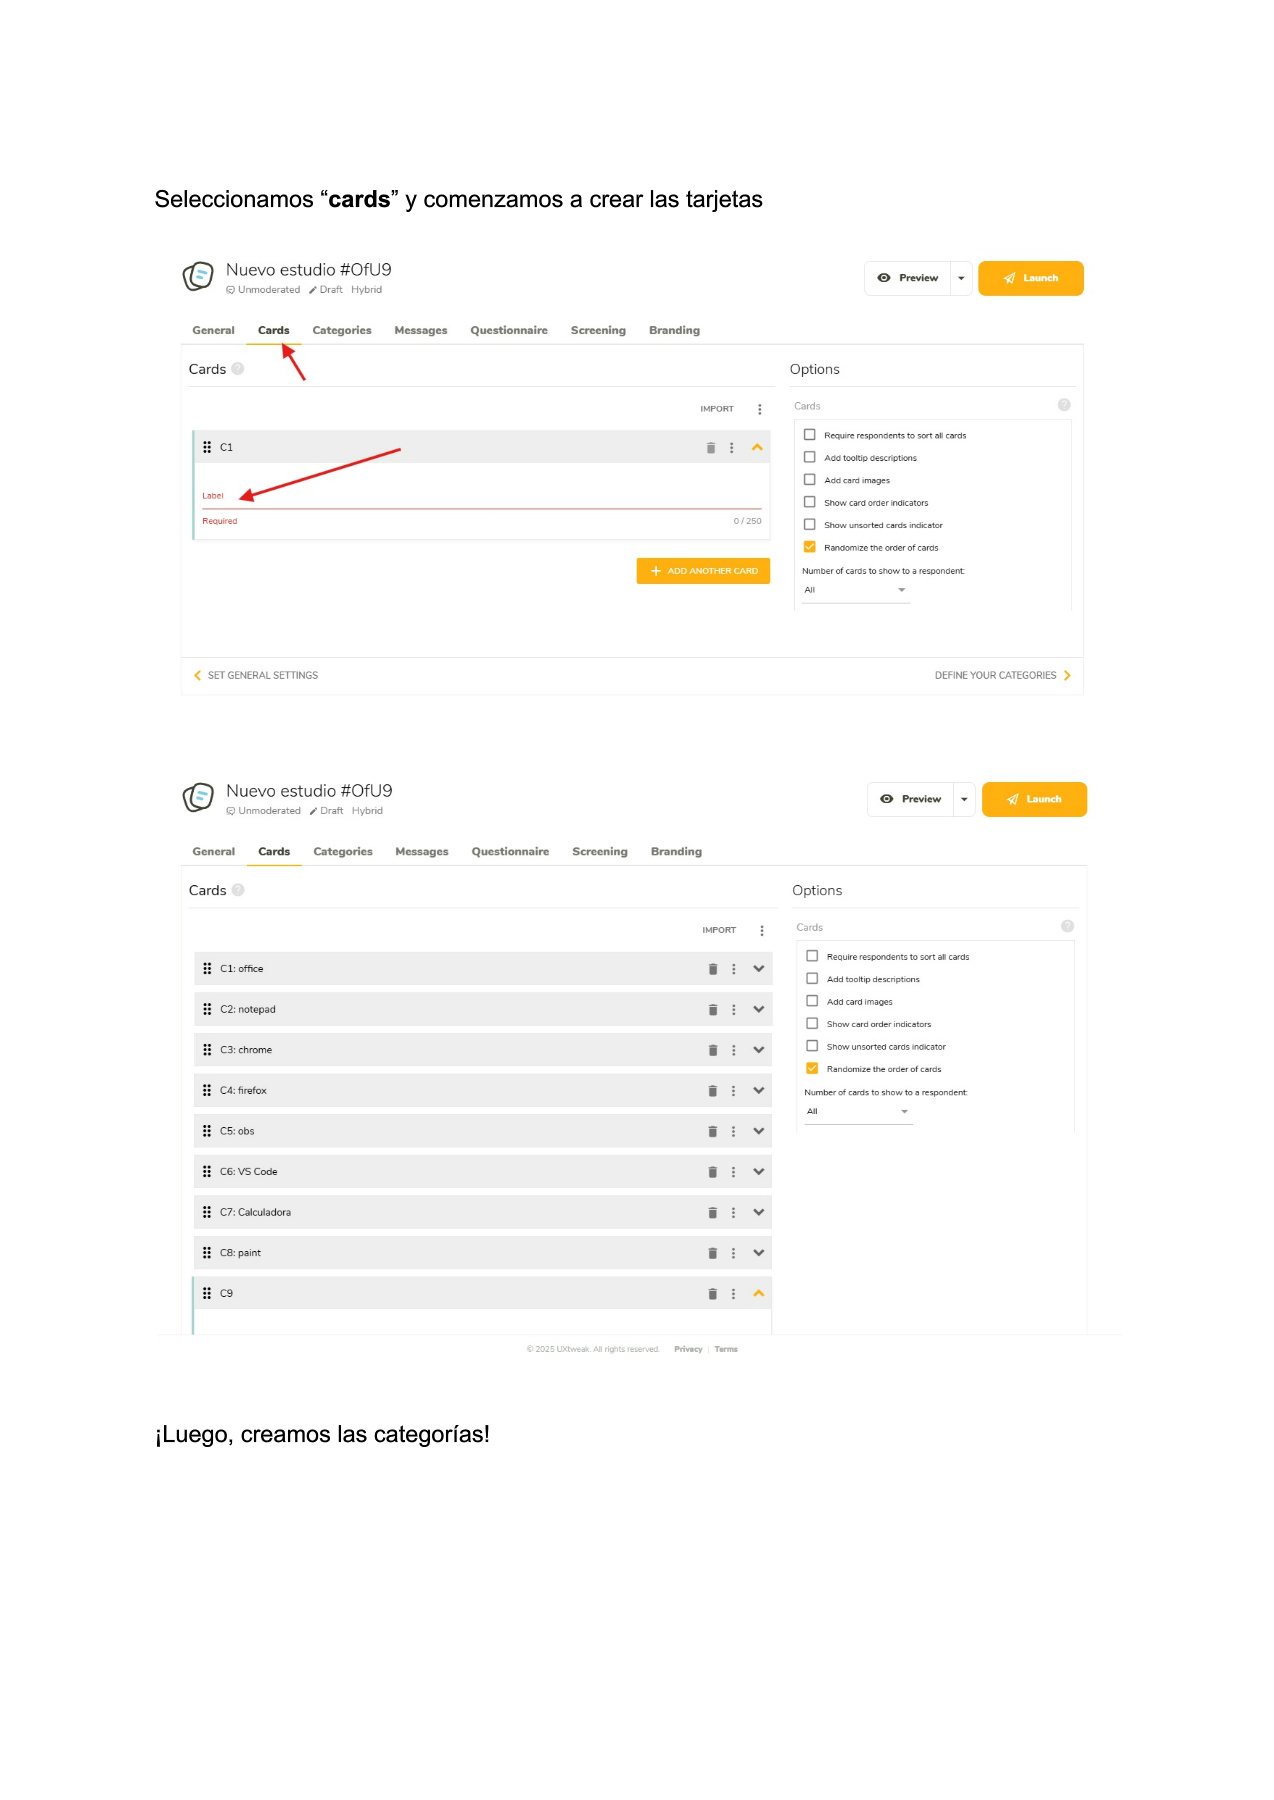 Seleccionamos “cards” y comenzamos a crear las tarjetas
Nuevo estudio #OfU9
Unmoderated Draft Hybrid
Preview
Launch
General Cards Categories Messages Questionnaire Screening Branding
Cards
Options
IMPORT
Cards
C1
Label
Required
0 / 250
ADD ANOTHER CARD
Require respondents to sort all cards
Add tooltip descriptions
Add card images
Show card order indicators
Show unsorted cards indicator
Randomize the order of cards
Number of cards to show to a respondent:
All
SET GENERAL SETTINGS
DEFINE YOUR CATEGORIES
Nuevo estudio #OfU9
Unmoderated Draft Hybrid
Preview
Launch
General Cards Categories Messages Questionnaire Screening Branding
Cards
Options
IMPORT
Cards
C1: office
C2: notepad
C3: chrome
C4: firefox
C5: obs
C6: VS Code
C7: Calculadora
C8: paint
C9
Require respondents to sort all cards
Add tooltip descriptions
Add card images
Show card order indicators
Show unsorted cards indicator
Randomize the order of cards
Number of cards to show to a respondent:
All
© 2025 UXtweak. All rights reserved. Privacy | Terms
¡Luego, creamos las categorías!